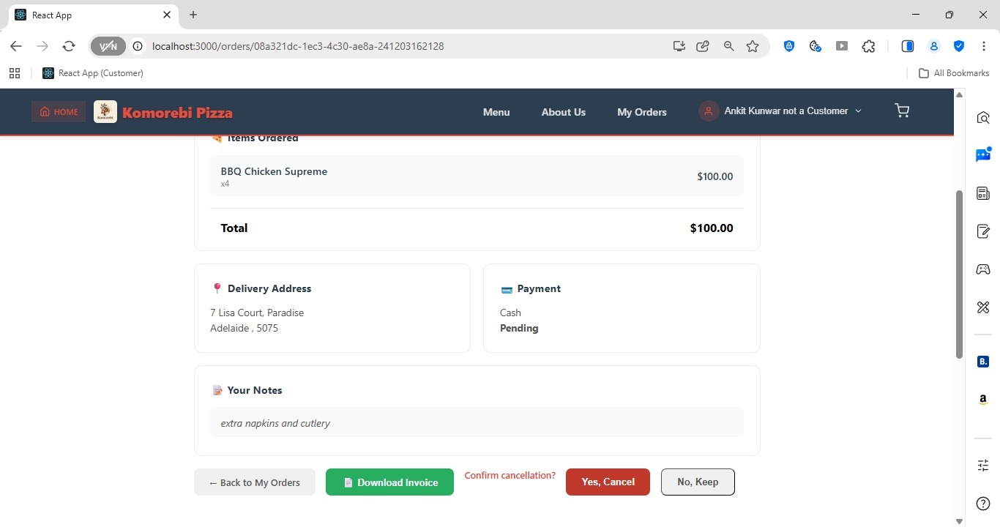 React App
VPN
localhost:3000/orders/08a321dc-1ec3-4c30-ae8a-241203162128
React App (Customer)
All Bookmarks
HOME
Komorebi
Komorebi Pizza
Menu
About Us
My Orders
Ankit Kunwar not a Customer
Items Ordered
BBQ Chicken Supreme
x4
$100.00
Total
$100.00
Delivery Address
7 Lisa Court, Paradise
Adelaide , 5075
Payment
Cash
Pending
Your Notes
extra napkins and cutlery
← Back to My Orders
Download Invoice
Confirm cancellation?
Yes, Cancel
No, Keep
B.
a